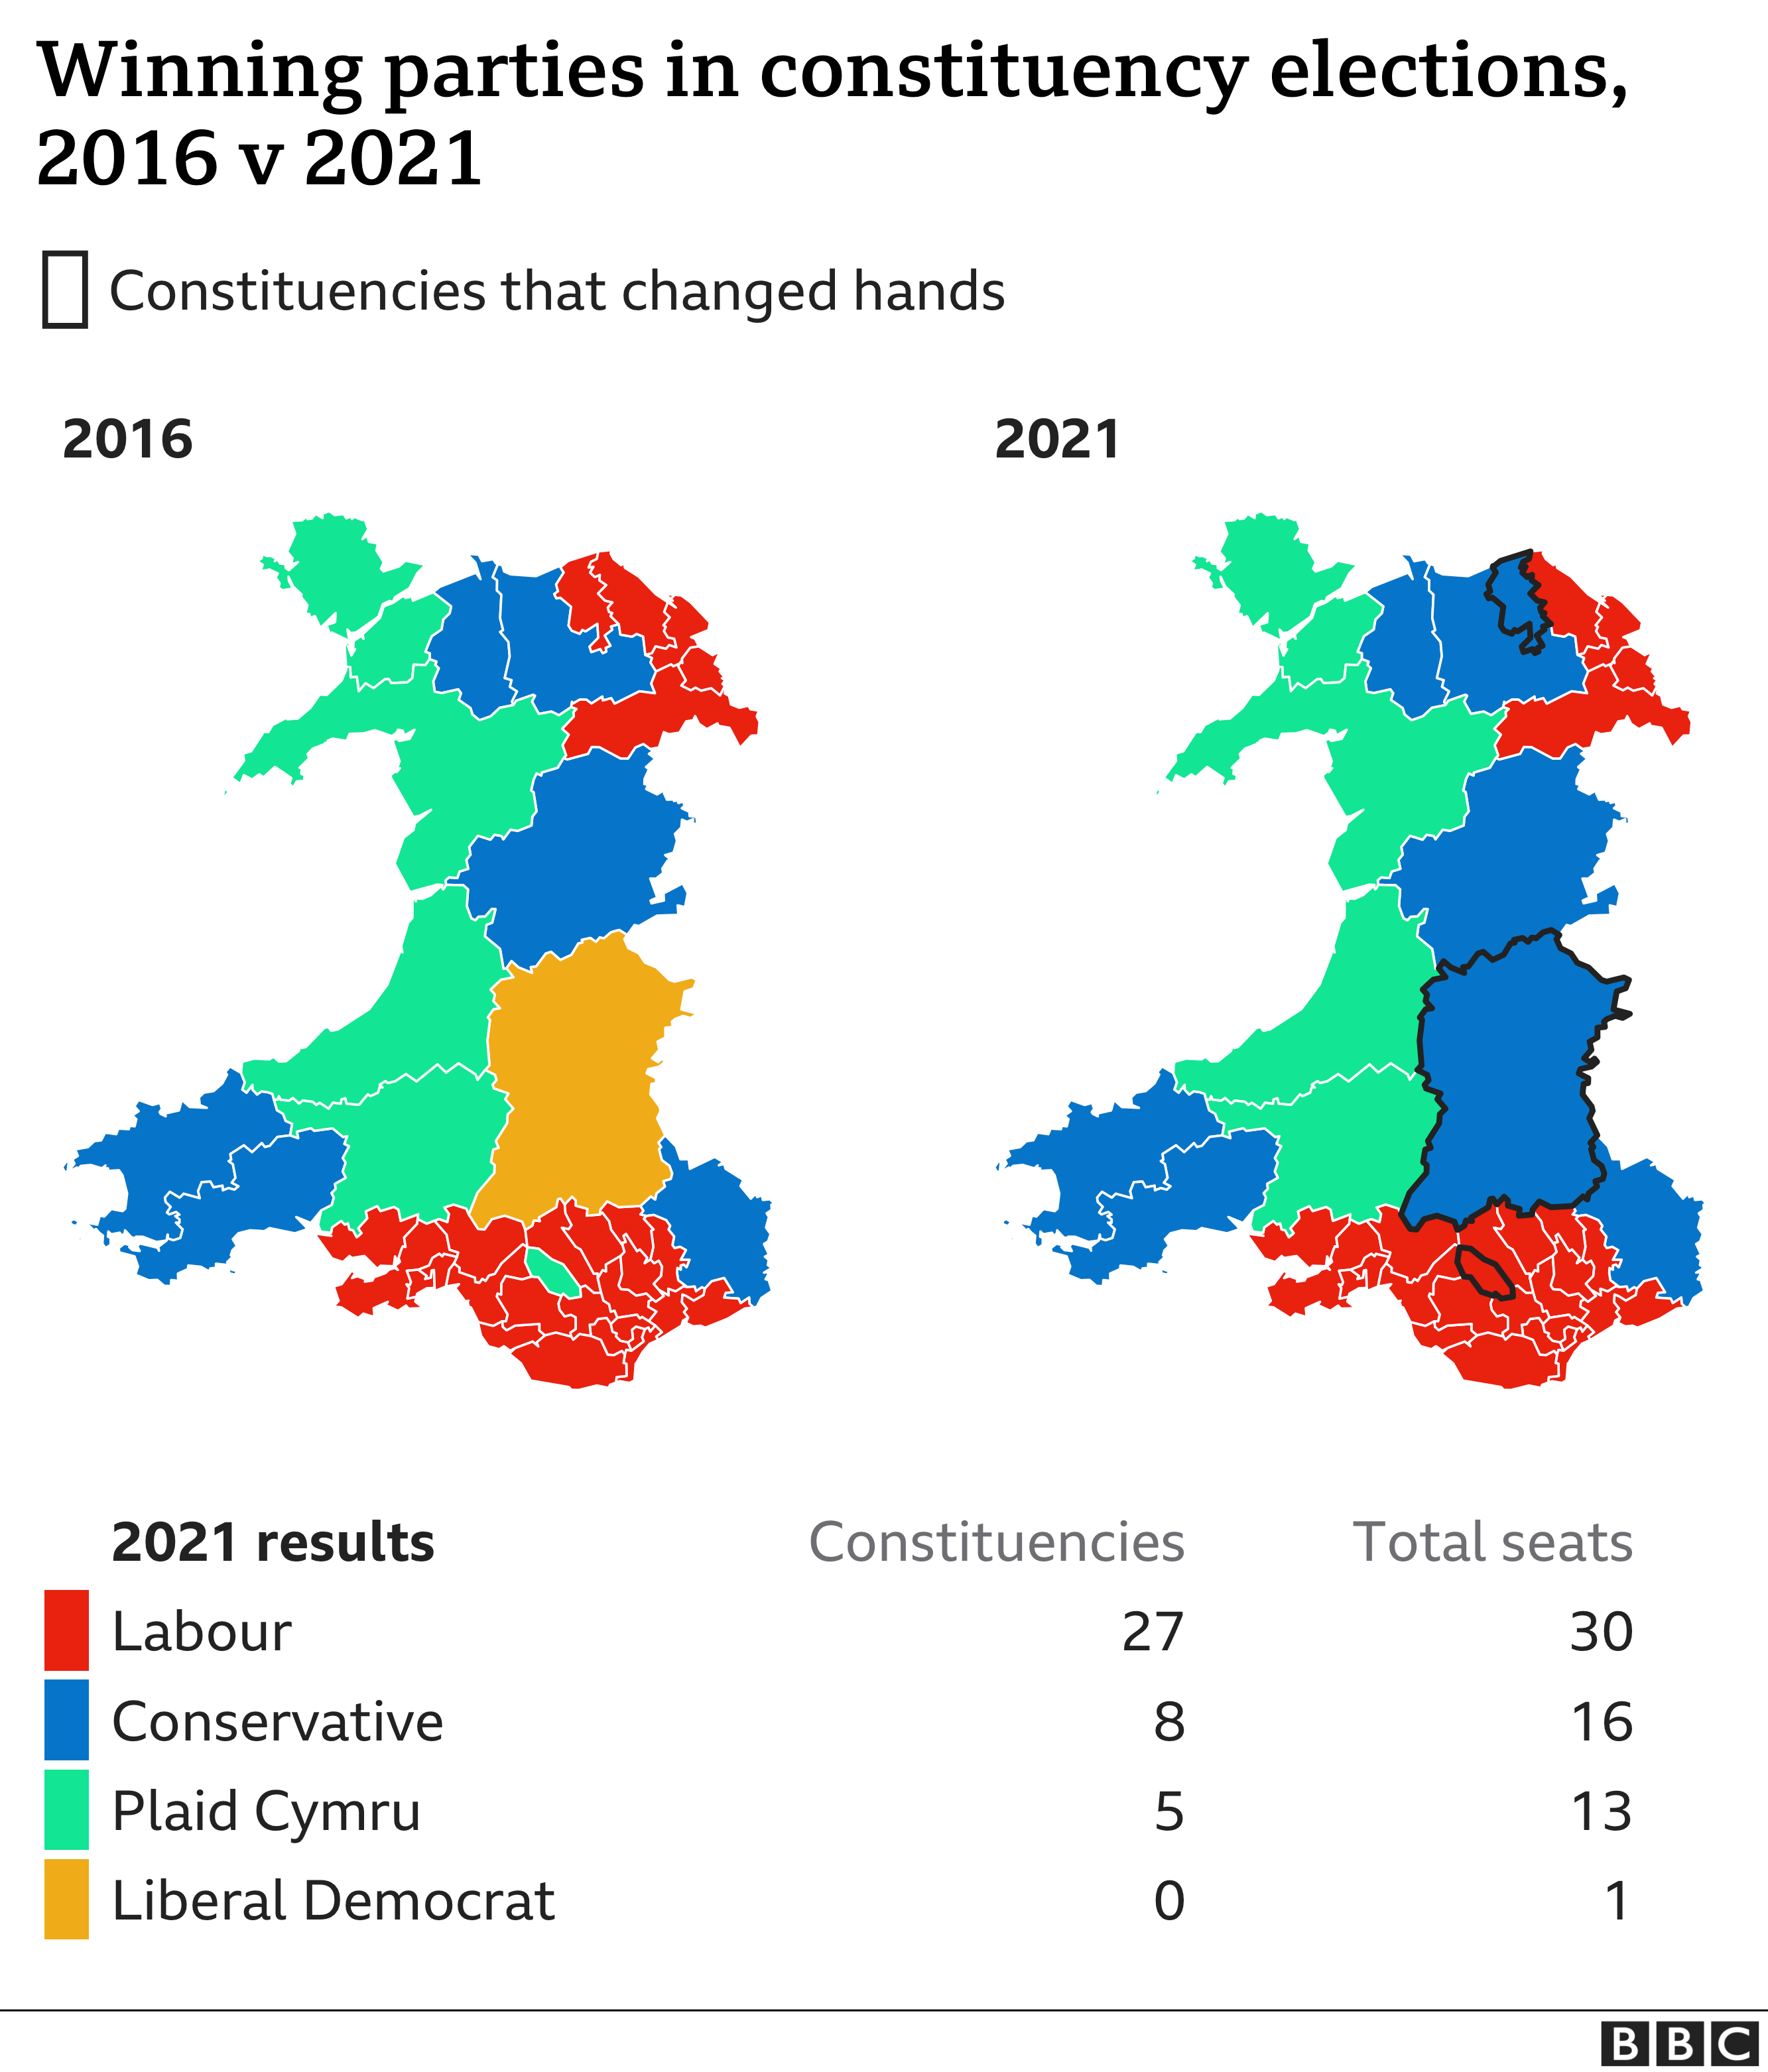 Winning parties in constituency elections,
2016 v 2021
Constituencies that changed hands
2016 2021
2021 results Constituencies Total seats
Labour 27 30
Conservative 8 16
Plaid Cymru 5 13
Liberal Democrat 0 1
BBC